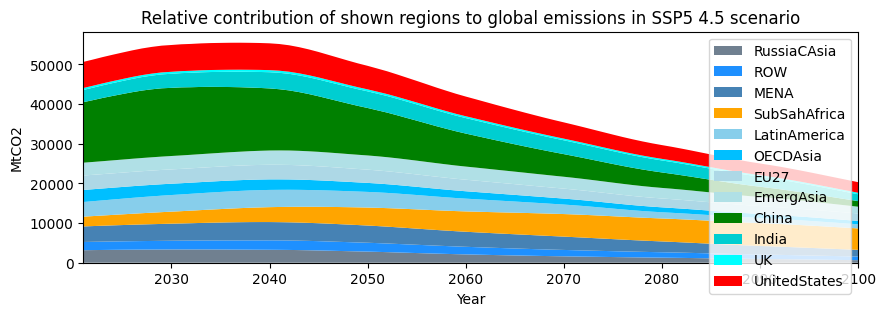 Relative contribution of shown regions to global emissions in SSP5 4.5 scenario
MtCO2
50000
40000
30000
20000
10000
0
2030
2040
2050
2060
2070
2080
2090
2100
Year
RussiaCAsia
ROW
MENA
SubSahAfrica
LatinAmerica
OECDAsia
EU27
EmergAsia
China
India
UK
UnitedStates